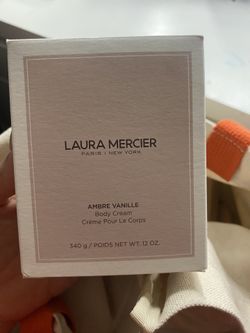 LAURA MERCIER
PARIS | NEW YORK
AMBRE VANILLE
Body Cream
Crème Pour Le Corps
340 g / POIDS NET WT. 12 OZ.